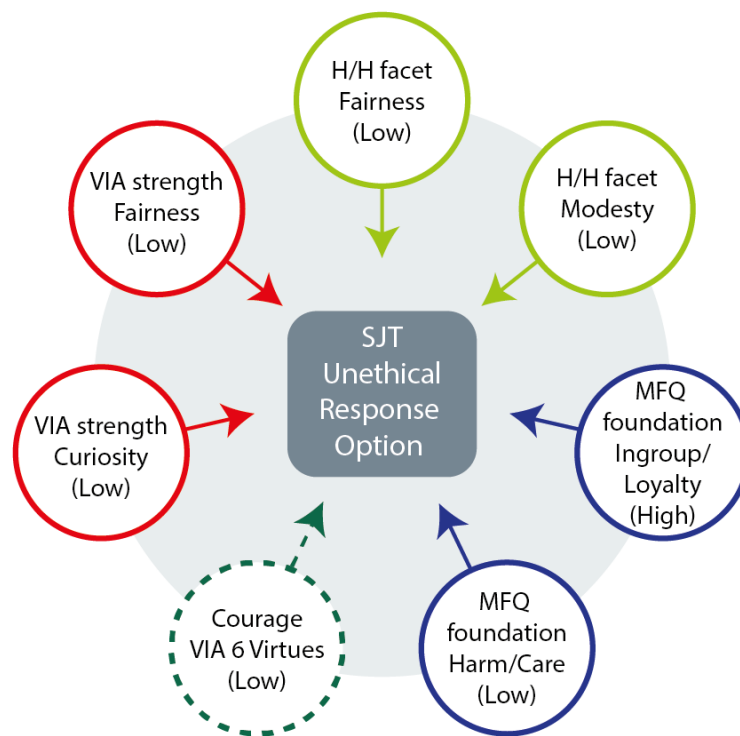 H/H facet
Fairness
(Low)
VIA strength
Fairness
(Low)
H/H facet
Modesty
(Low)
SJT
Unethical
Response
Option
VIA strength
Curiosity
(Low)
MFQ
foundation
Ingroup/
Loyalty
(High)
Courage
VIA 6 Virtues
(Low)
MFQ
foundation
Harm/Care
(Low)